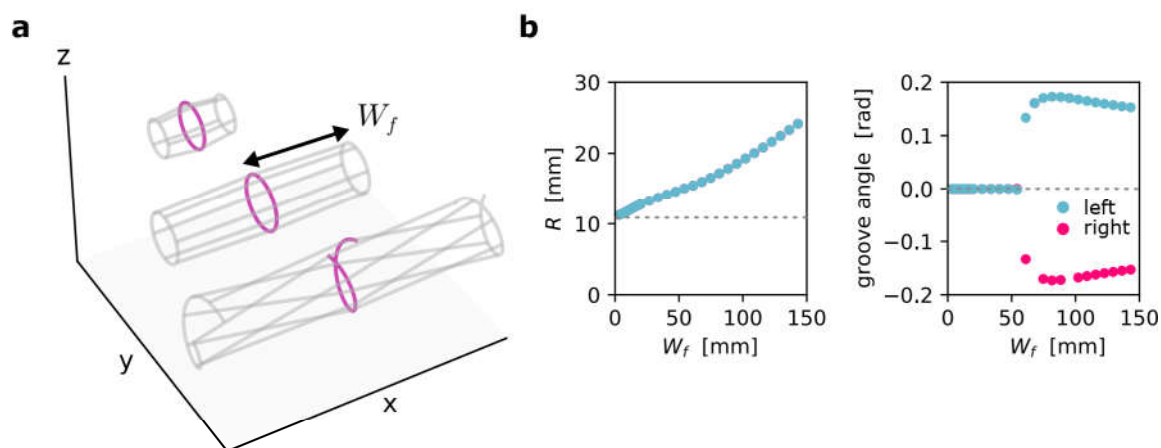 a
z
W_f
y
x
b
30
20
10
0
R [mm]
0
50
100
150
W_f [mm]
0.2
0.1
0.0
−0.1
−0.2
groove angle [rad]
left
right
0
50
100
150
W_f [mm]